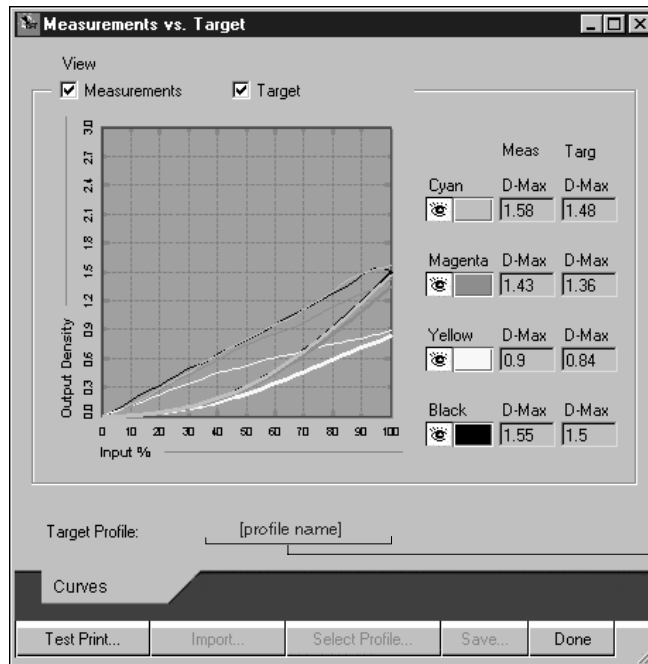 Measurements vs. Target
View
Measurements Target
3.0
2.7
2.4
2.1
1.8
1.5
1.2
0.9
0.6
0.3
0.0
Output Density
0 10 20 30 40 50 60 70 80 90 100
Input %
Meas Targ
Cyan D-Max D-Max
1.58 1.48
Magenta D-Max D-Max
1.43 1.36
Yellow D-Max D-Max
0.9 0.84
Black D-Max D-Max
1.55 1.5
Target Profile: [profile name]
Curves
Test Print... Import... Select Profile... Save... Done